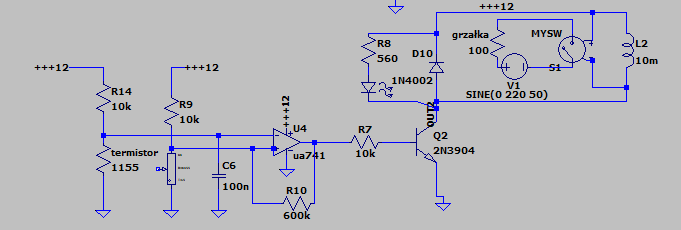 +++12
R8
560
D10
1N4002
grzałka
100
MYSW
S1
V1
SINE(0 220 50)
L2
10m
+++12
+++12
R14
10k
R9
10k
+++12
U4
ua741
OUT2
termistor
1155
C6
100n
R7
10k
Q2
2N3904
R10
600k